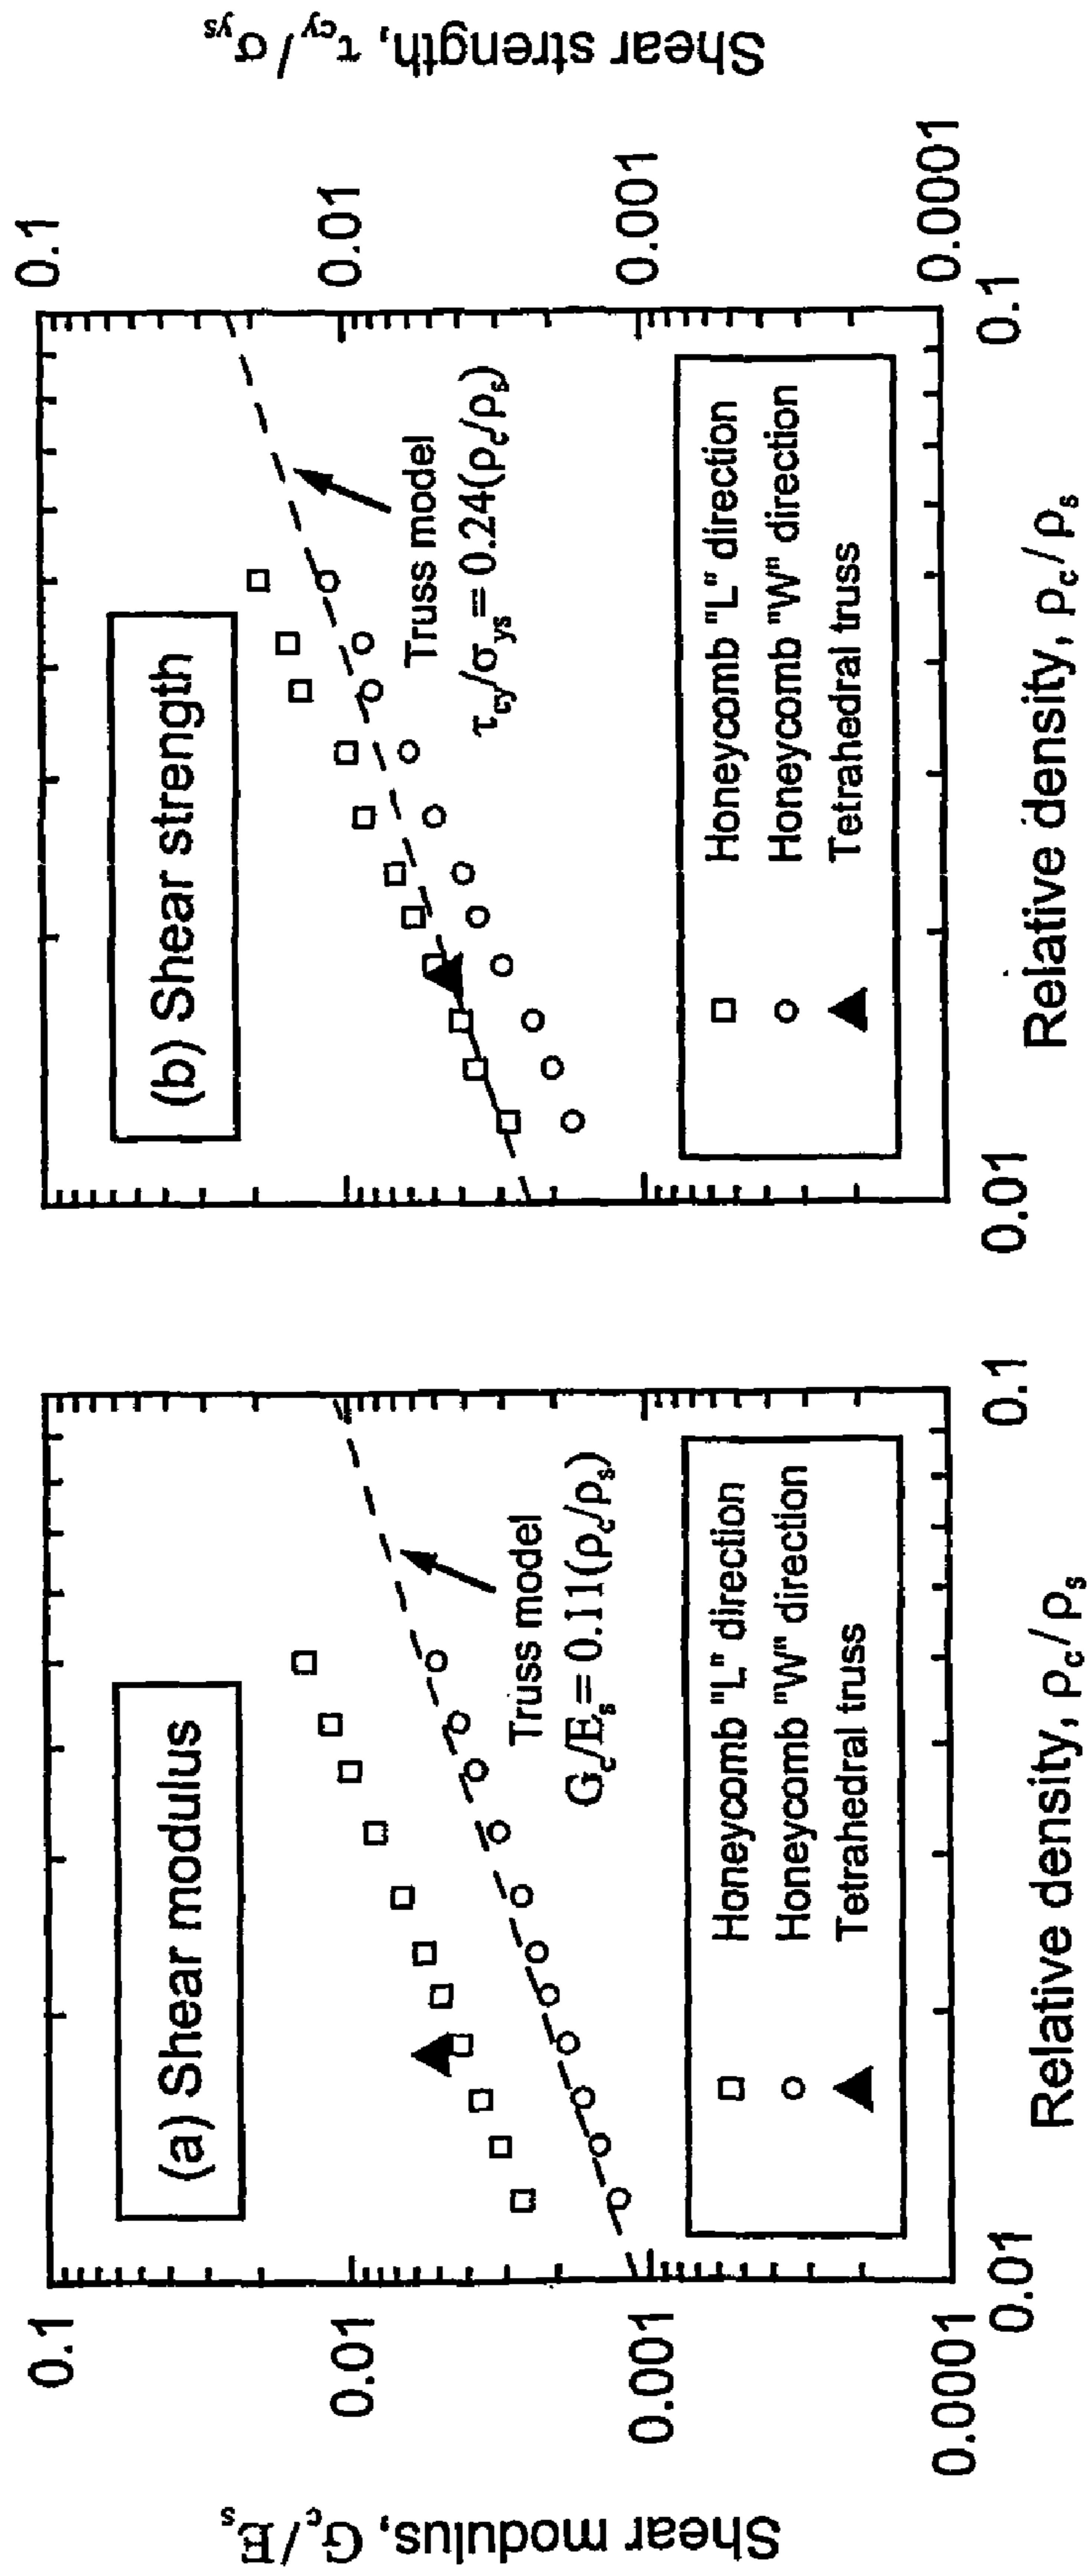 (a) Shear modulus
Shear modulus, G_c/E_s
0.1
0.01
0.001
0.0001
Truss model
G_c/E_s = 0.11(ρ_c/ρ_s)
Honeycomb "L" direction
Honeycomb "W" direction
Tetrahedral truss
0.01
0.1
Relative density, ρ_c/ρ_s
(b) Shear strength
Truss model
τ_cy/σ_ys = 0.24(ρ_c/ρ_s)
Honeycomb "L" direction
Honeycomb "W" direction
Tetrahedral truss
0.01
0.1
Relative density, ρ_c/ρ_s
0.1
0.01
0.001
0.0001
Shear strength, τ_cy/σ_ys